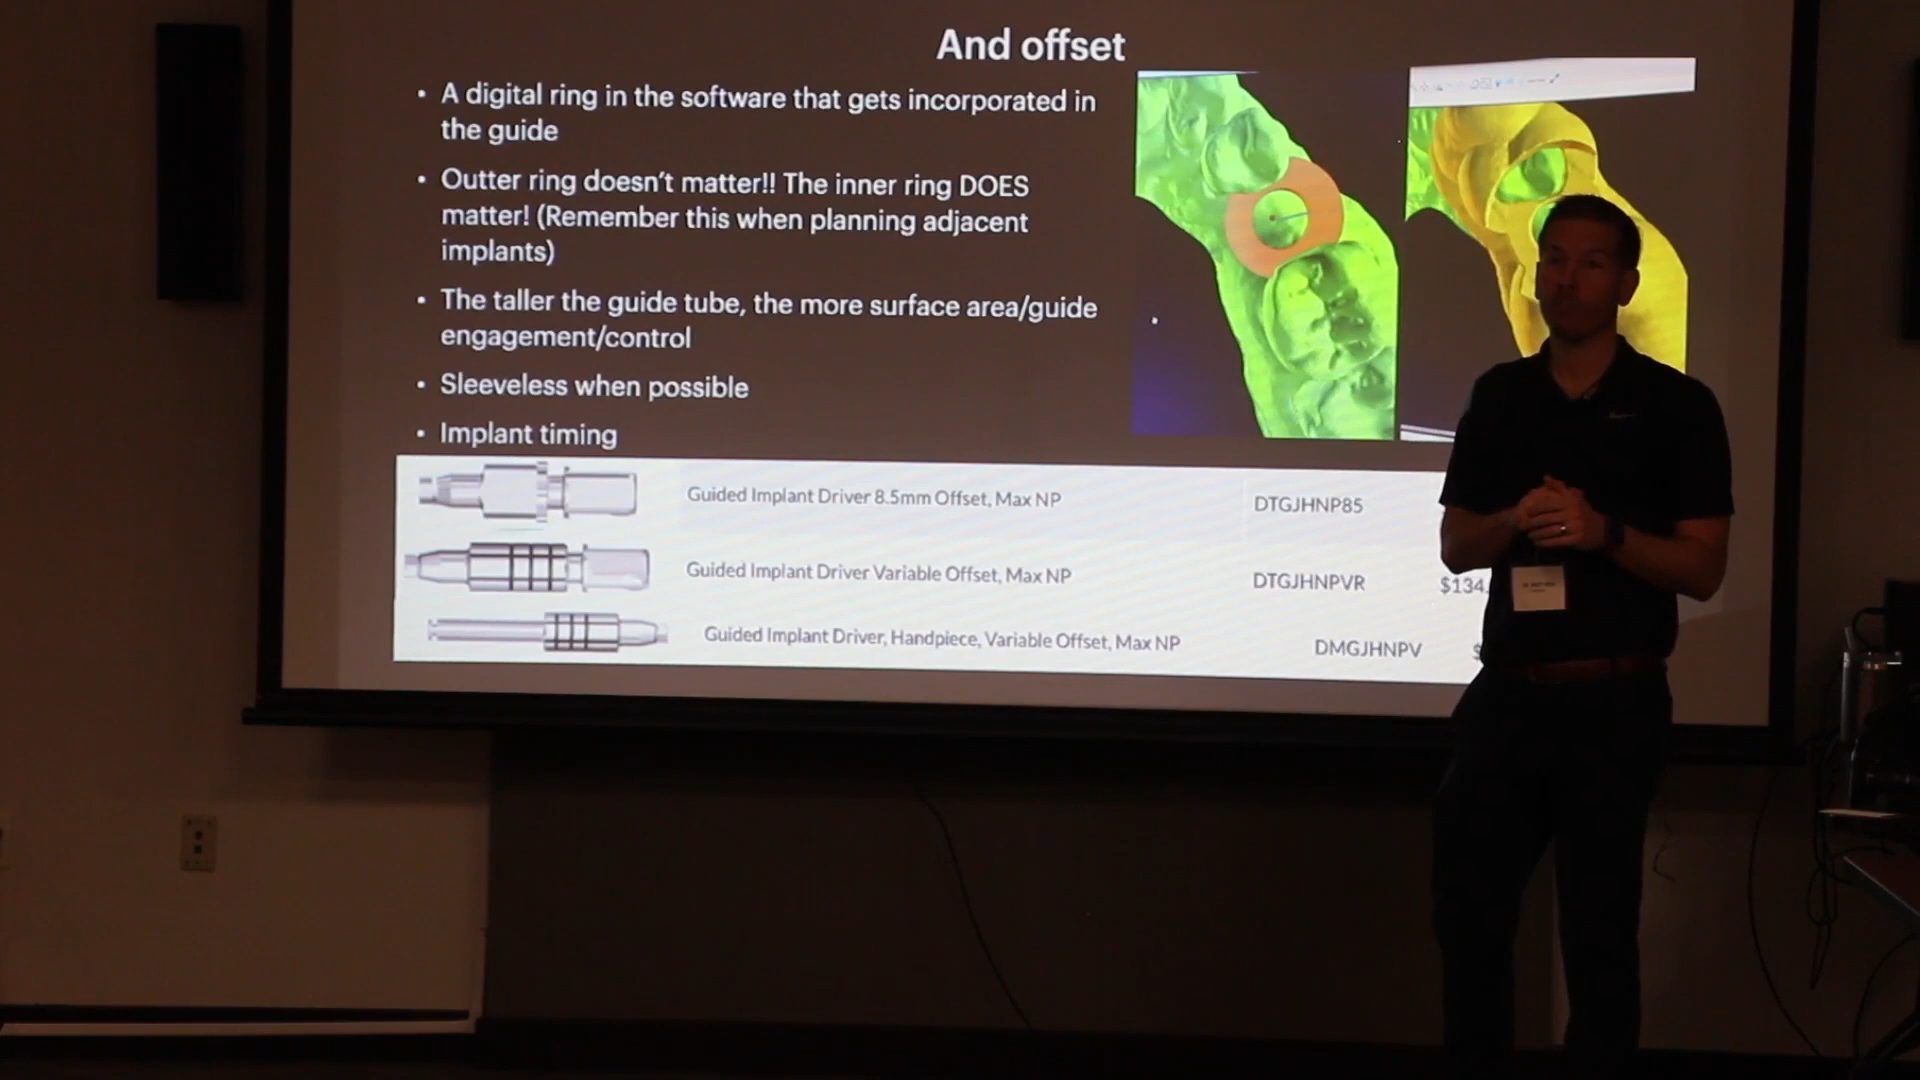 And offset
• A digital ring in the software that gets incorporated in
the guide
• Outter ring doesn't matter!! The inner ring DOES
matter! (Remember this when planning adjacent
implants)
• The taller the guide tube, the more surface area/guide
engagement/control
• Sleeveless when possible
• Implant timing
Guided Implant Driver 8.5mm Offset, Max NP DTGJHNP85
Guided Implant Driver Variable Offset, Max NP DTGJHNPVR $134.
Guided Implant Driver, Handpiece, Variable Offset, Max NP DMGJHNPV $